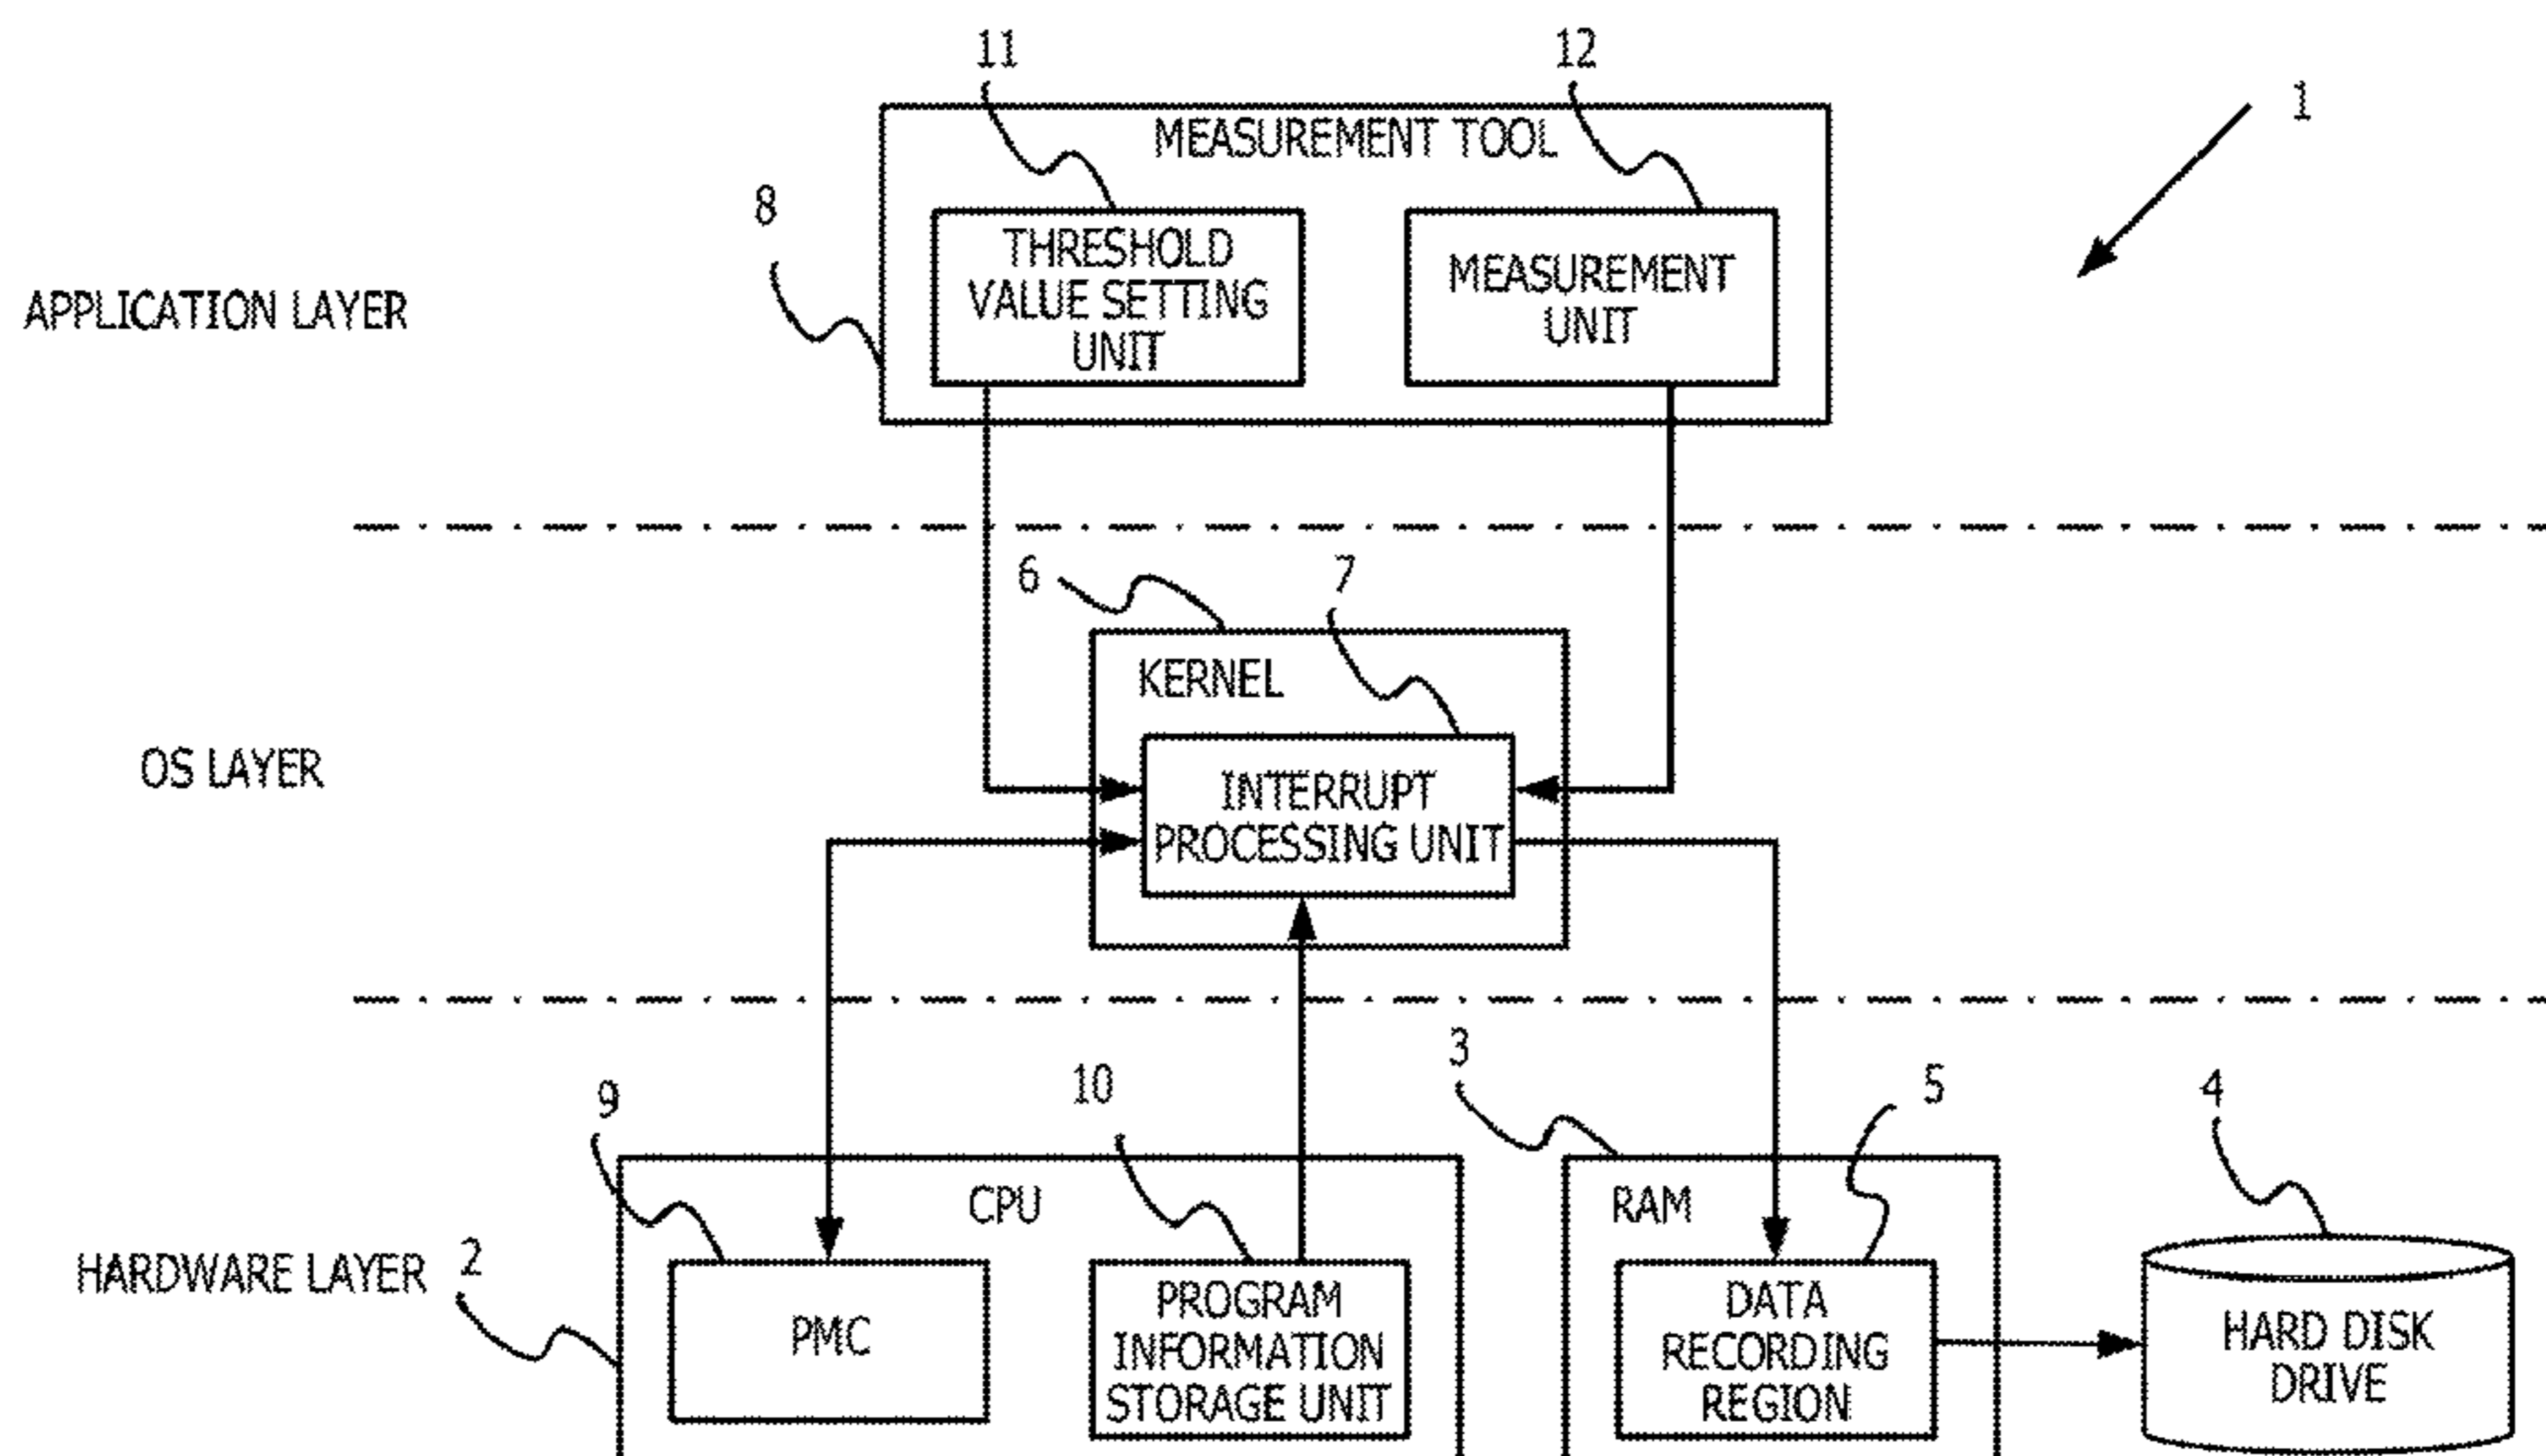 11
12
1
MEASUREMENT TOOL
8
THRESHOLD
VALUE SETTING
UNIT
MEASUREMENT
UNIT
APPLICATION LAYER
6
7
KERNEL
OS LAYER
INTERRUPT
PROCESSING UNIT
3
9
10
5
4
CPU
RAM
HARDWARE LAYER
2
PMC
PROGRAM
INFORMATION
STORAGE UNIT
DATA
RECORDING
REGION
HARD DISK
DRIVE